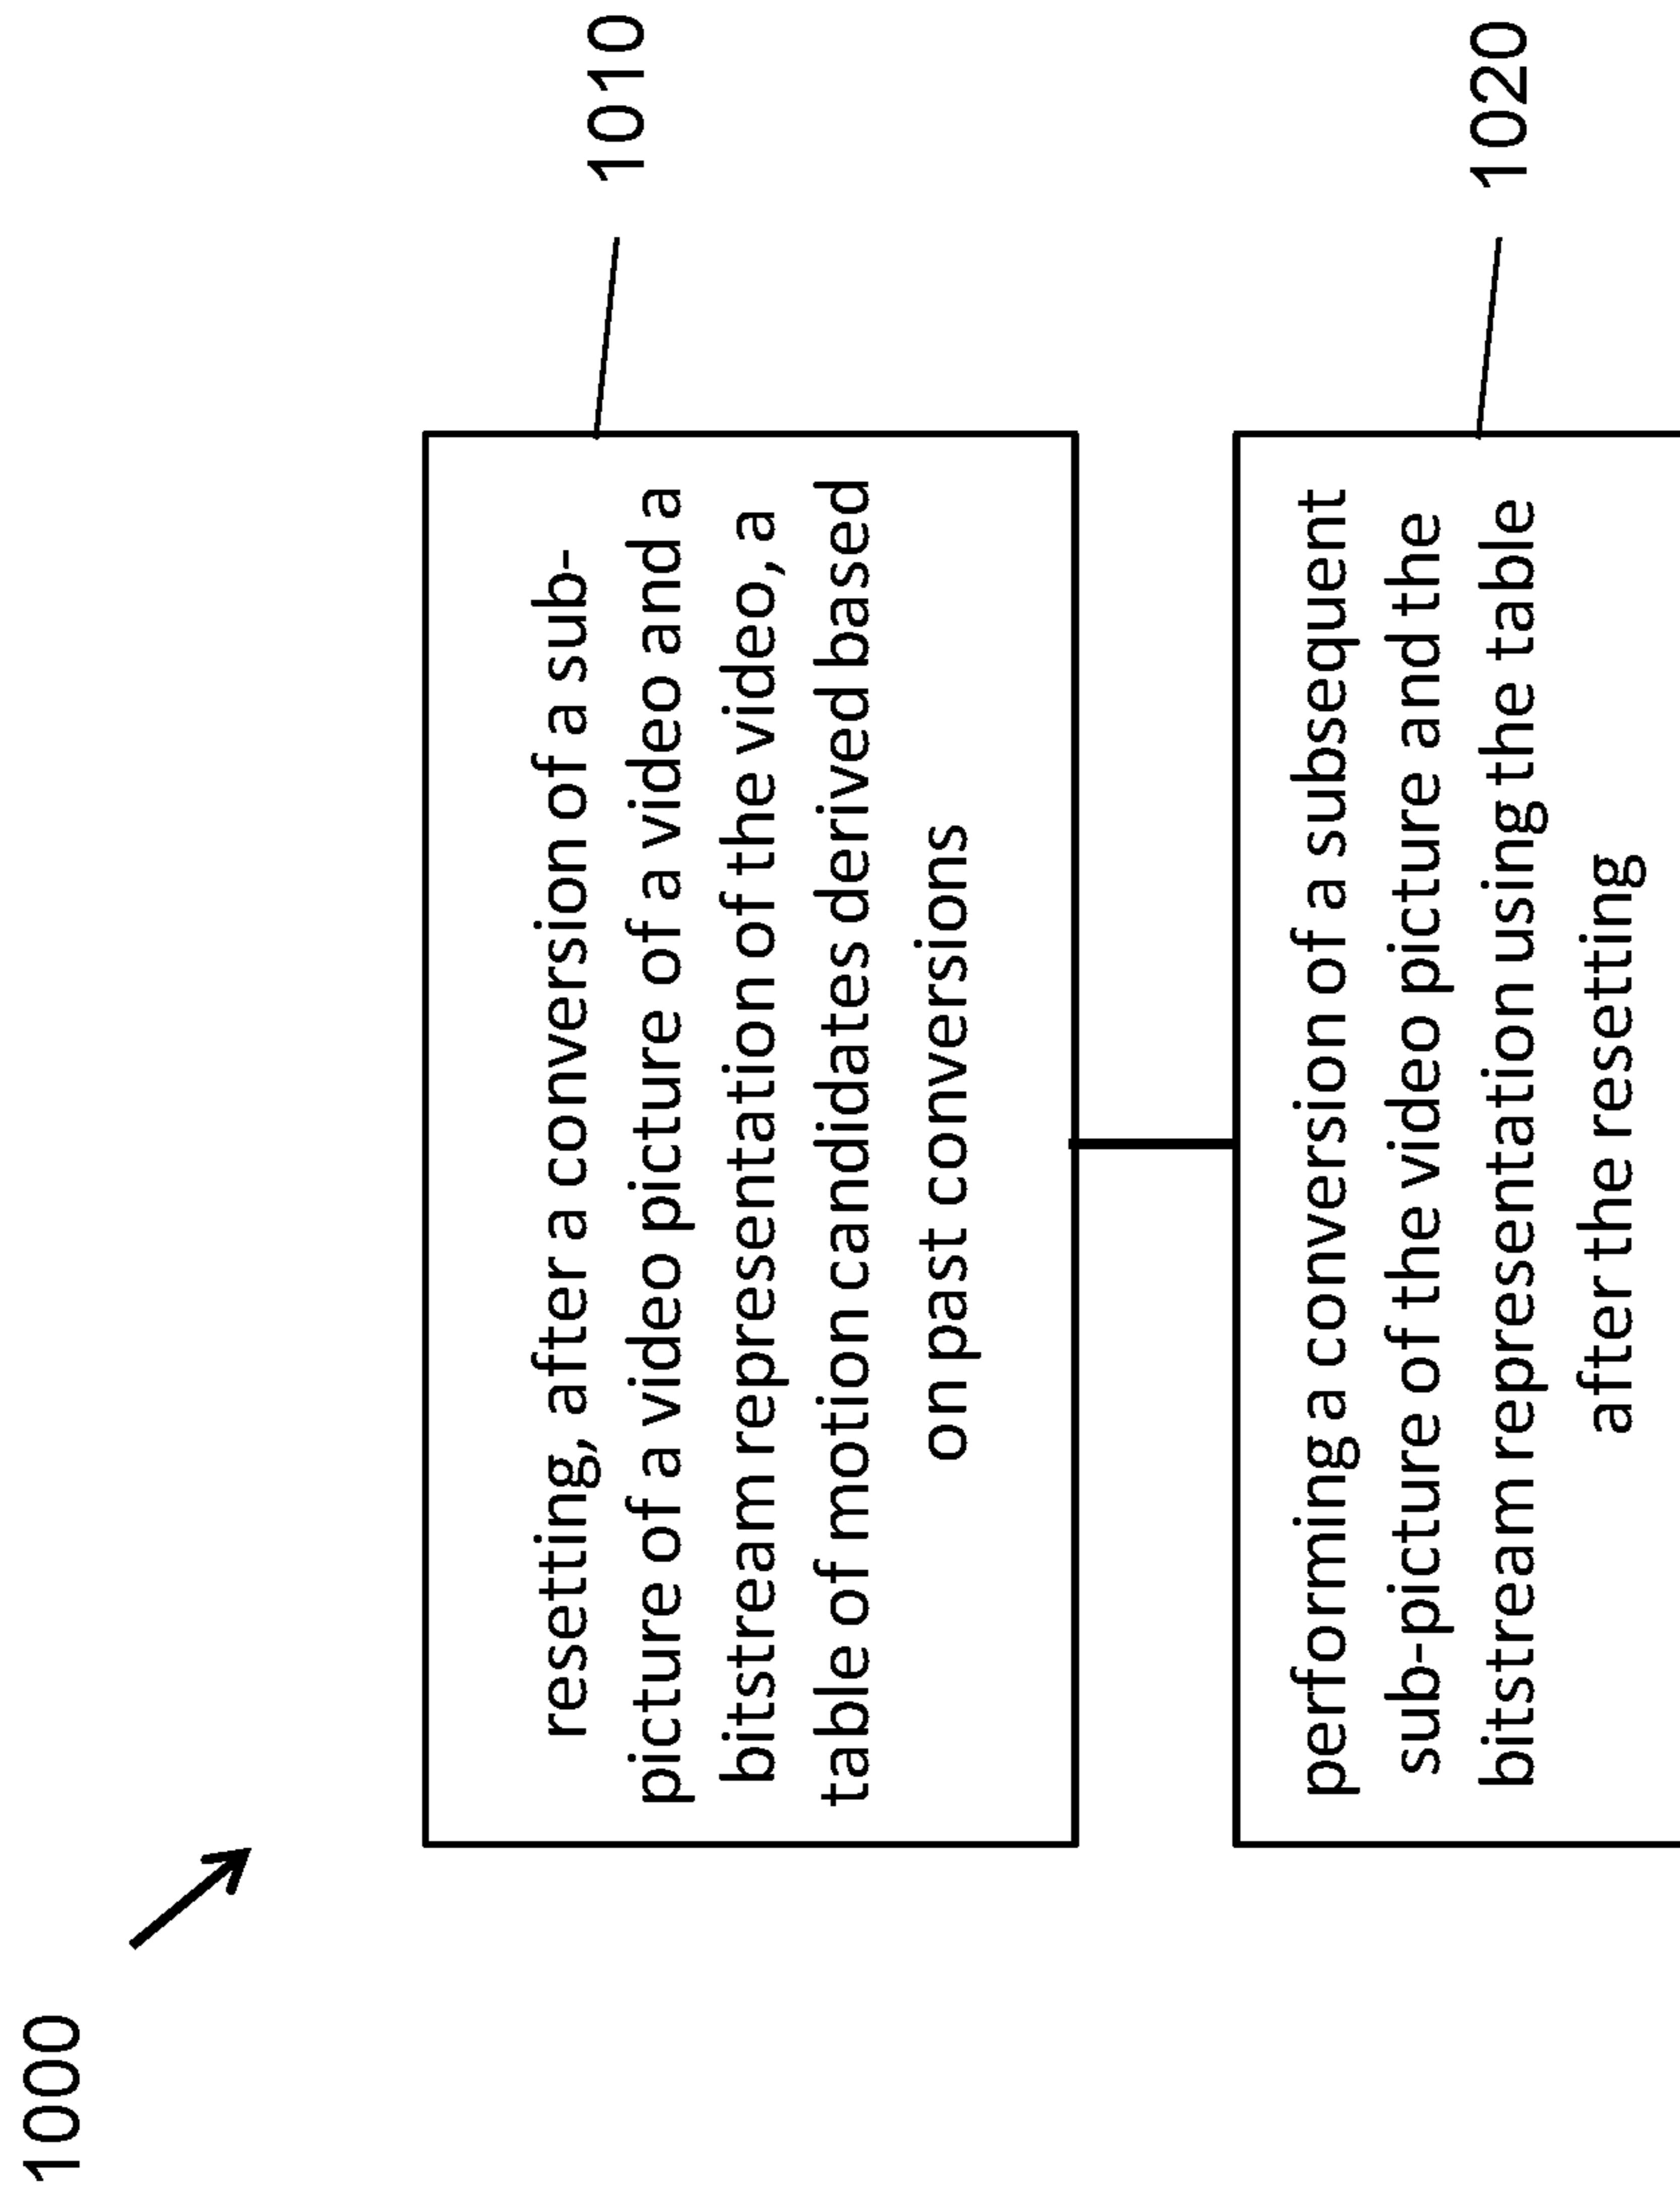 1000
resetting, after a conversion of a sub-
picture of a video picture of a video and a
bitstream representation of the video, a
table of motion candidates derived based
on past conversions
1010
performing a conversion of a subsequent
sub-picture of the video picture and the
bitstream representation using the table
after the resetting
1020